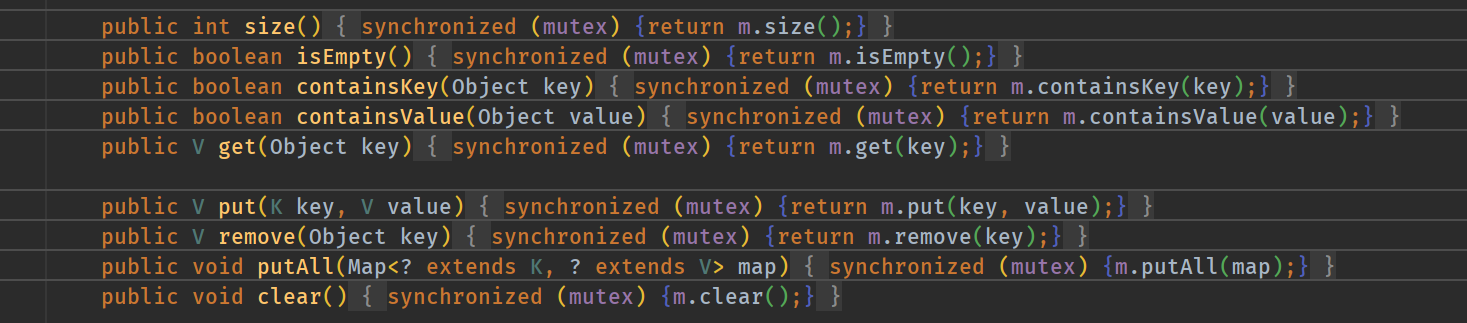 public int size() { synchronized (mutex) {return m.size();} }
public boolean isEmpty() { synchronized (mutex) {return m.isEmpty();} }
public boolean containsKey(Object key) { synchronized (mutex) {return m.containsKey(key);} }
public boolean containsValue(Object value) { synchronized (mutex) {return m.containsValue(value);} }
public V get(Object key) { synchronized (mutex) {return m.get(key);} }
public V put(K key, V value) { synchronized (mutex) {return m.put(key, value);} }
public V remove(Object key) { synchronized (mutex) {return m.remove(key);} }
public void putAll(Map<? extends K, ? extends V> map) { synchronized (mutex) {m.putAll(map);} }
public void clear() { synchronized (mutex) {m.clear();} }